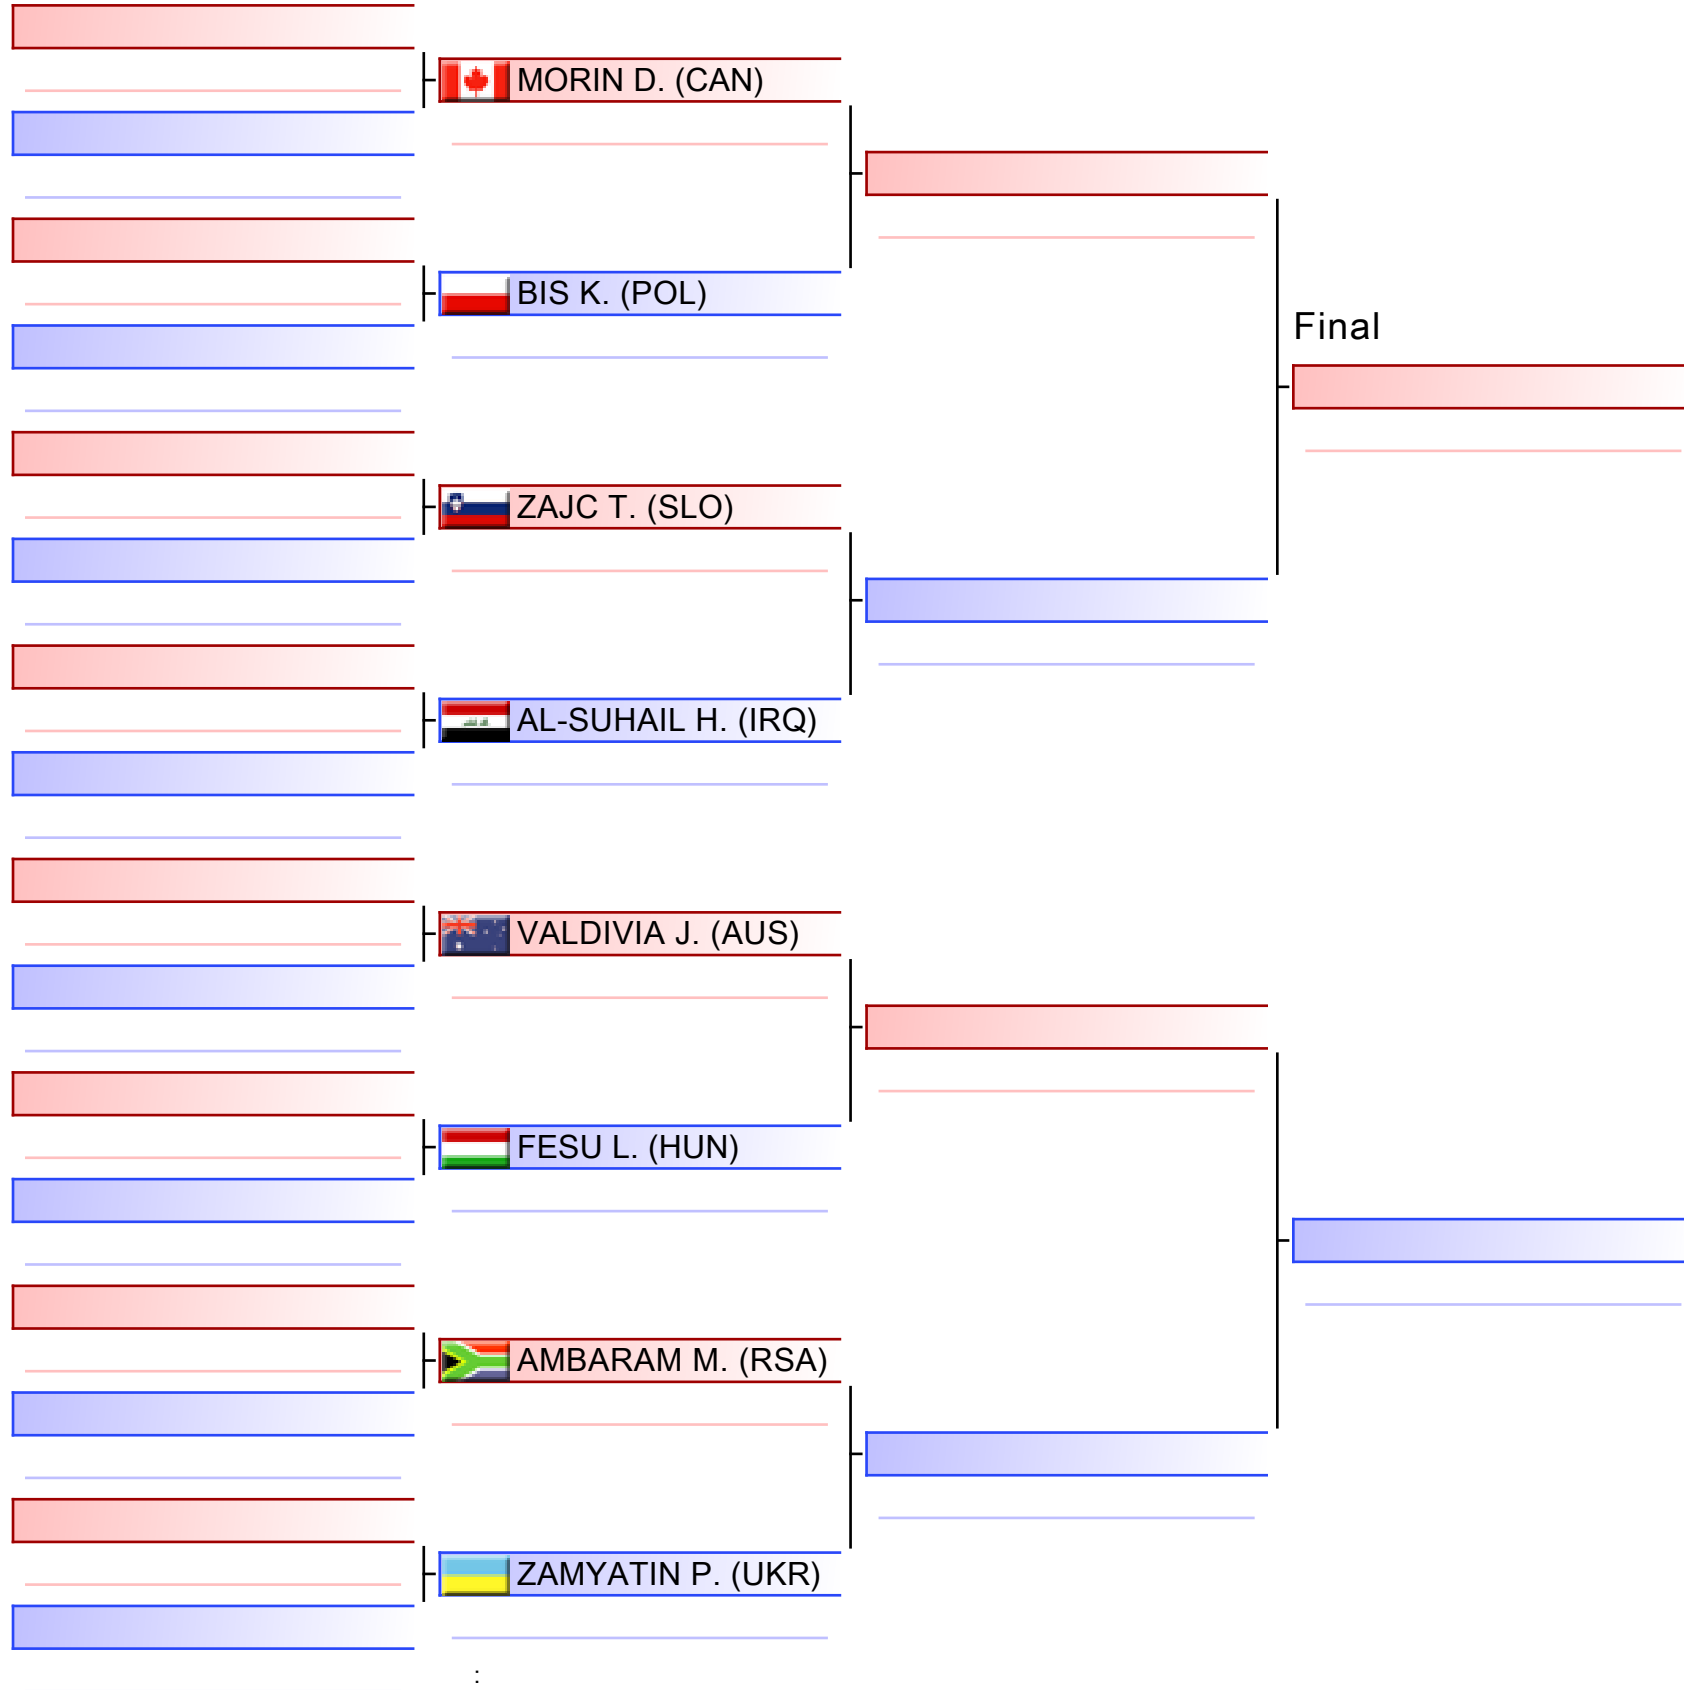 MORIN D. (CAN)
BIS K. (POL)
Final
ZAJC T. (SLO)
AL-SUHAIL H. (IRQ)
VALDIVIA J. (AUS)
FESU L. (HUN)
AMBARAM M. (RSA)
ZAMYATIN P. (UKR)
: